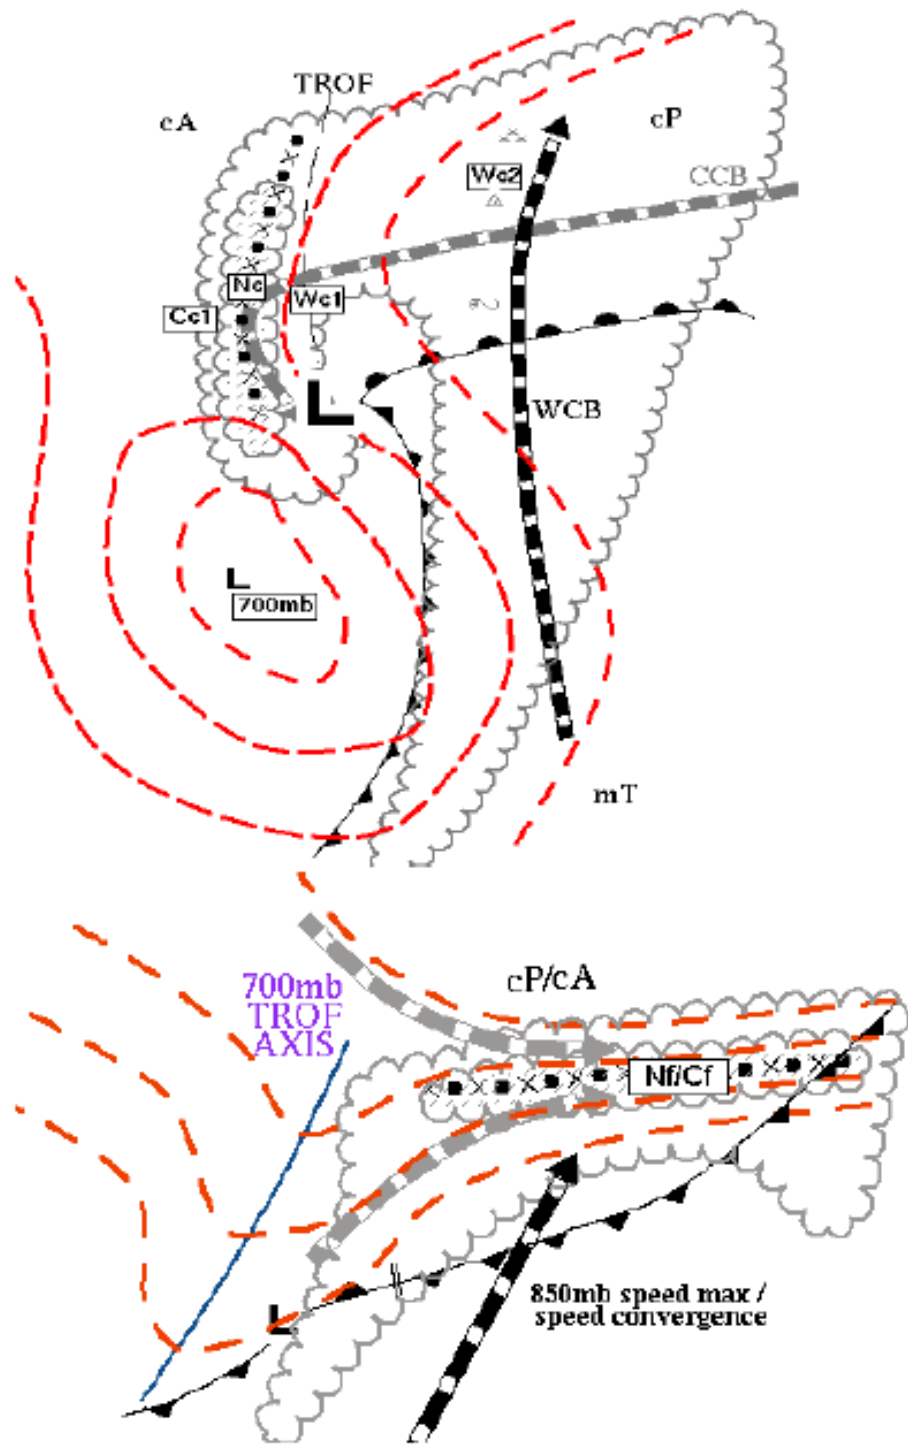 TROF
cA
cP
Wc2
CCB
Nc
Wc1
Cc1
L
WCB
L
700mb
mT
700mb
TROF
AXIS
cP/cA
Nf/Cf
850mb speed max /
speed convergence
L